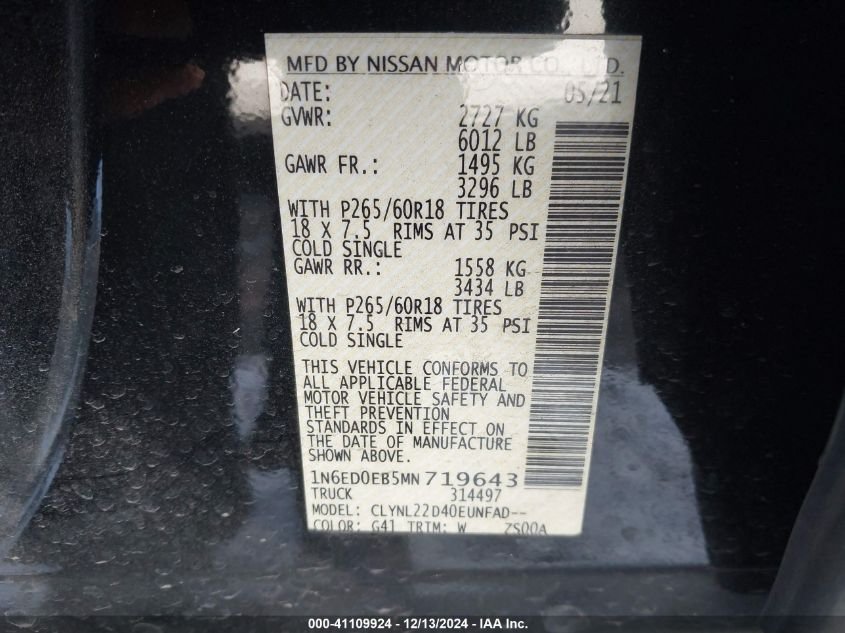 MFD BY NISSAN MOTOR CO., LTD.
DATE: 05/21
GVWR: 2727 KG
6012 LB
GAWR FR.: 1495 KG
3296 LB
WITH P265/60R18 TIRES
18 X 7.5 RIMS AT 35 PSI
COLD SINGLE
GAWR RR.: 1558 KG
3434 LB
WITH P265/60R18 TIRES
18 X 7.5 RIMS AT 35 PSI
COLD SINGLE
THIS VEHICLE CONFORMS TO
ALL APPLICABLE FEDERAL
MOTOR VEHICLE SAFETY AND
THEFT PREVENTION
STANDARDS IN EFFECT ON
THE DATE OF MANUFACTURE
SHOWN ABOVE.
1N6ED0EB5MN 719643
TRUCK 314497
MODEL: CLYNL22D40EUNFAD--
COLOR: G41 TRIM: W ZS00A
000-41109924 - 12/13/2024 - IAA Inc.